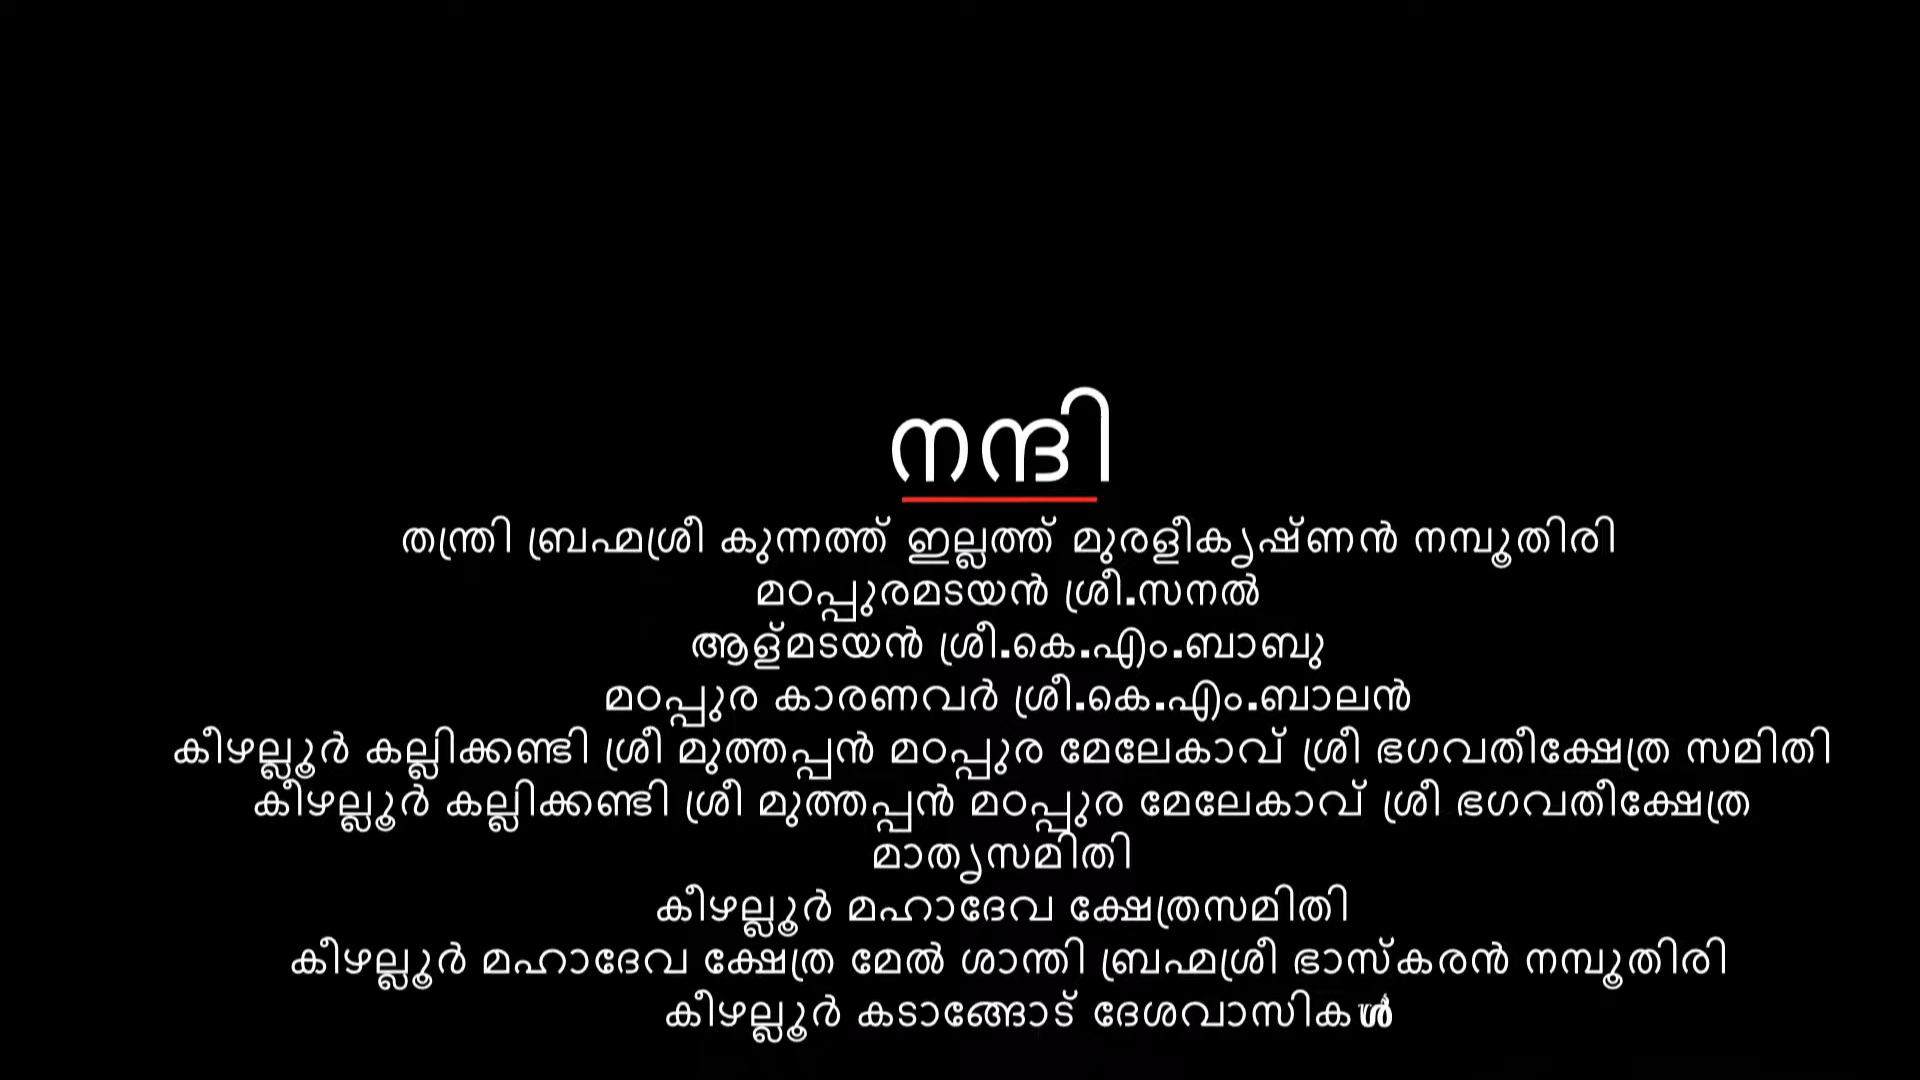 നന്ദി
തന്ത്രി ബ്രഹ്മശ്രീ കുന്നത്ത് ഇല്ലത്ത് മുരളീകൃഷ്ണൻ നമ്പൂതിരി
മഠപ്പുരമടയൻ ശ്രീ.സനൽ
ആള്മടയൻ ശ്രീ.കെ.എം.ബാബു
മഠപ്പുര കാരണവർ ശ്രീ.കെ.എം.ബാലൻ
കീഴല്ലൂർ കല്ലിക്കണ്ടി ശ്രീ മുത്തപ്പൻ മഠപ്പുര മേലേകാവ് ശ്രീ ഭഗവതീക്ഷേത്ര സമിതി
കീഴല്ലൂർ കല്ലിക്കണ്ടി ശ്രീ മുത്തപ്പൻ മഠപ്പുര മേലേകാവ് ശ്രീ ഭഗവതീക്ഷേത്ര
മാതൃസമിതി
കീഴല്ലൂർ മഹാദേവ ക്ഷേത്രസമിതി
കീഴല്ലൂർ മഹാദേവ ക്ഷേത്ര മേൽ ശാന്തി ബ്രഹ്മശ്രീ ഭാസ്കരൻ നമ്പൂതിരി
കീഴല്ലൂർ കടാങ്ങോട് ദേശവാസികൾ